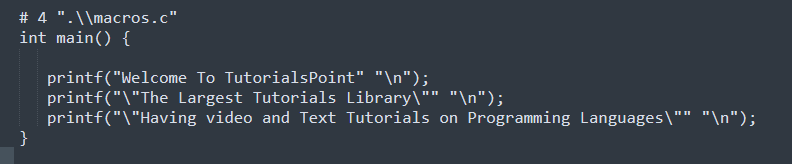 # 4 ".\\macros.c"
int main() {
printf("Welcome To TutorialsPoint" "\n");
printf("\"The Largest Tutorials Library\"" "\n");
printf("\"Having video and Text Tutorials on Programming Languages\"" "\n");
}